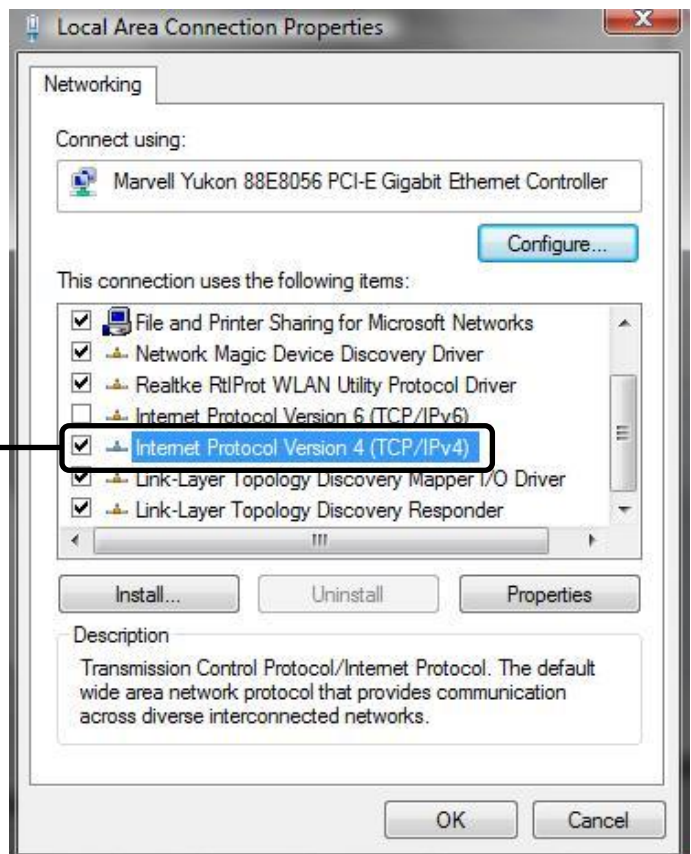 Local Area Connection Properties
Networking
Connect using:
Marvell Yukon 88E8056 PCI-E Gigabit Ethernet Controller
Configure...
This connection uses the following items:
File and Printer Sharing for Microsoft Networks
Network Magic Device Discovery Driver
Realtke RtlProt WLAN Utility Protocol Driver
Internet Protocol Version 6 (TCP/IPv6)
Internet Protocol Version 4 (TCP/IPv4)
Link-Layer Topology Discovery Mapper I/O Driver
Link-Layer Topology Discovery Responder
Install... Uninstall Properties
Description
Transmission Control Protocol/Internet Protocol. The default
wide area network protocol that provides communication
across diverse interconnected networks.
OK Cancel